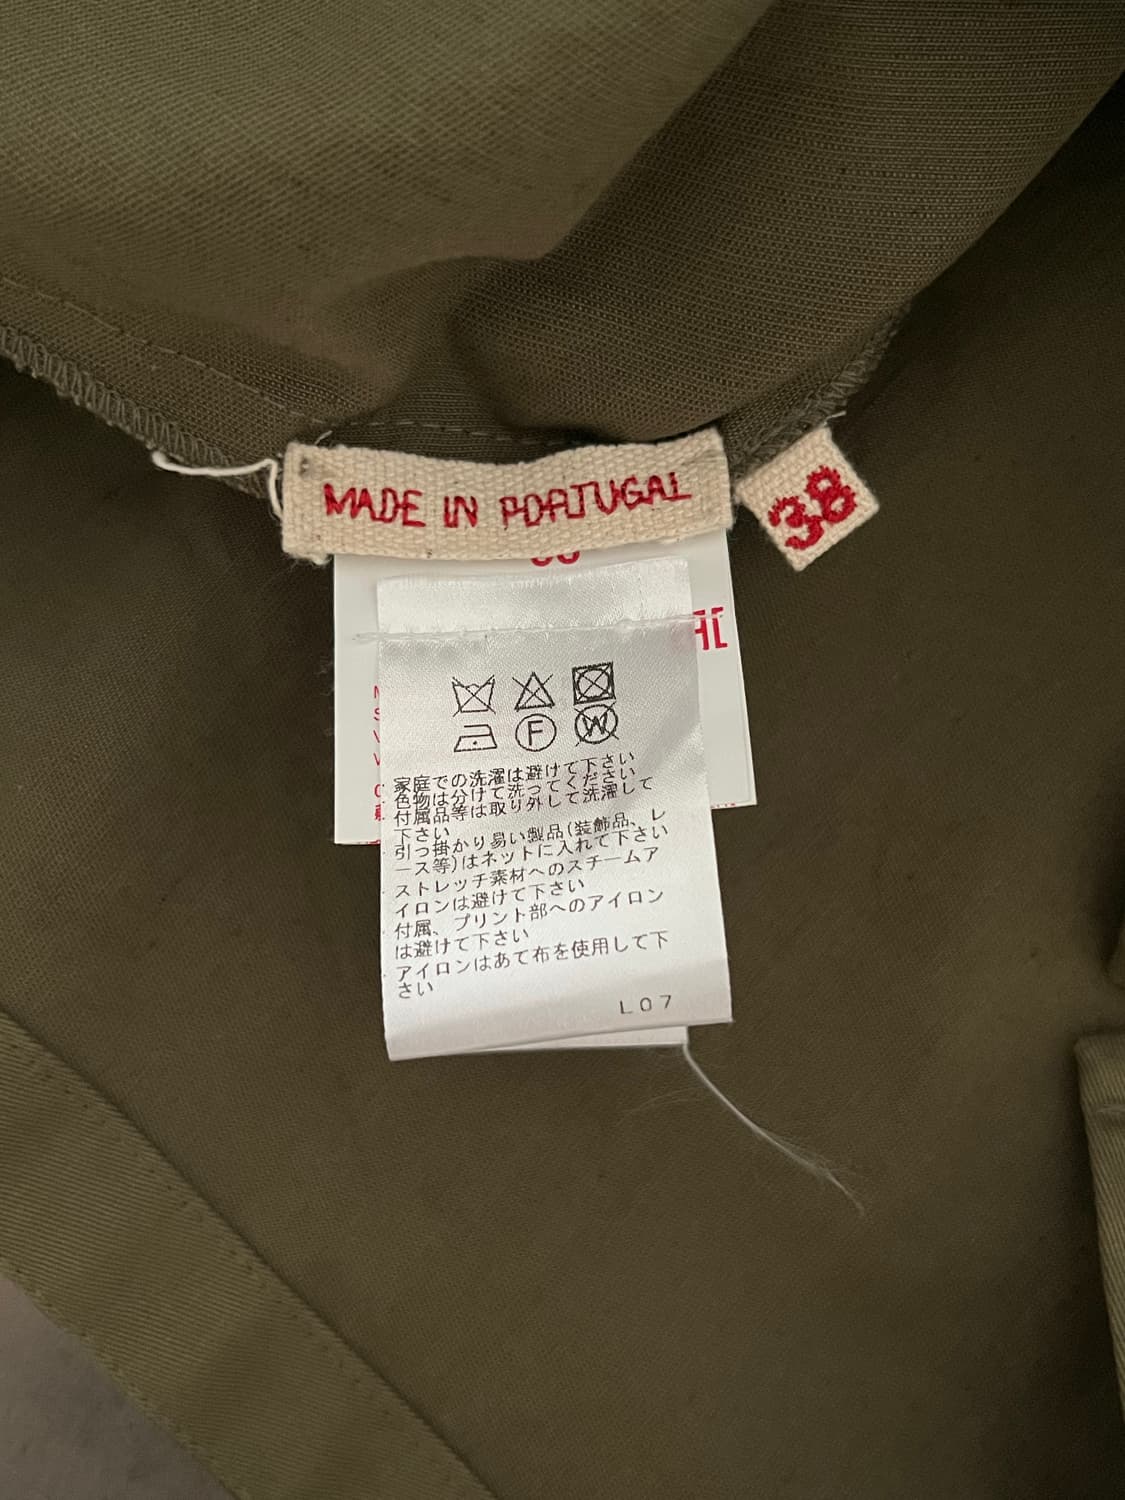 MADE IN PORTUGAL
38
F W
家庭での洗濯は避けて下さい
色物は分けて洗ってください
付属品等は取り外して洗濯して
下さい
引っ掛かり易い製品(装飾品、レ
ース等)はネットに入れて下さい
ストレッチ素材へのスチームア
イロンは避けて下さい
付属、プリント部へのアイロン
は避けて下さい
アイロンはあて布を使用して下
さい
L07